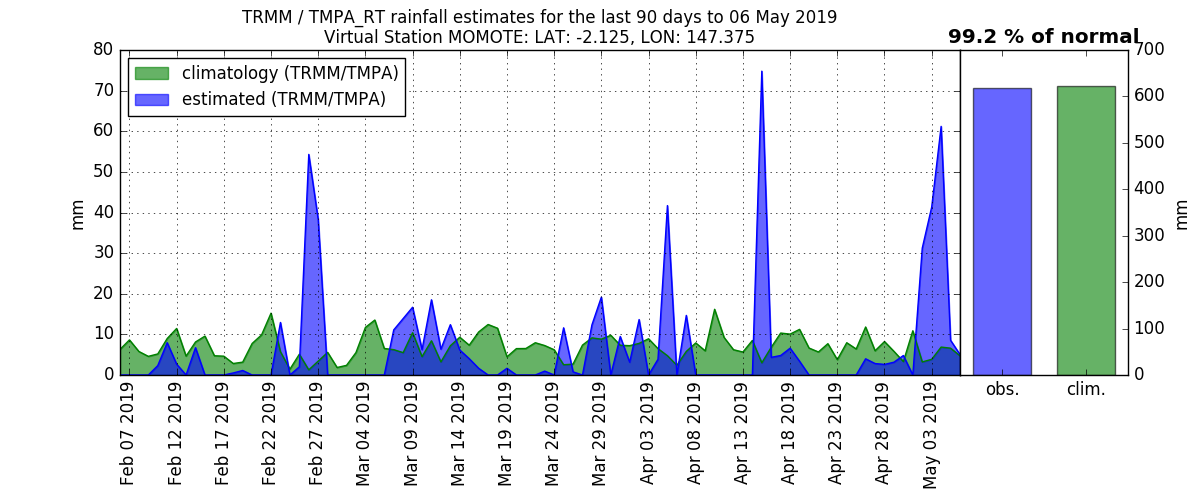 TRMM / TMPA_RT rainfall estimates for the last 90 days to 06 May 2019
Virtual Station MOMOTE: LAT: -2.125, LON: 147.375
99.2 % of normal
climatology (TRMM/TMPA)
estimated (TRMM/TMPA)
80
70
60
50
40
30
20
10
0
mm
Feb 07 2019
Feb 12 2019
Feb 17 2019
Feb 22 2019
Feb 27 2019
Mar 04 2019
Mar 09 2019
Mar 14 2019
Mar 19 2019
Mar 24 2019
Mar 29 2019
Apr 03 2019
Apr 08 2019
Apr 13 2019
Apr 18 2019
Apr 23 2019
Apr 28 2019
May 03 2019
obs.
clim.
700
600
500
400
300
200
100
0
mm